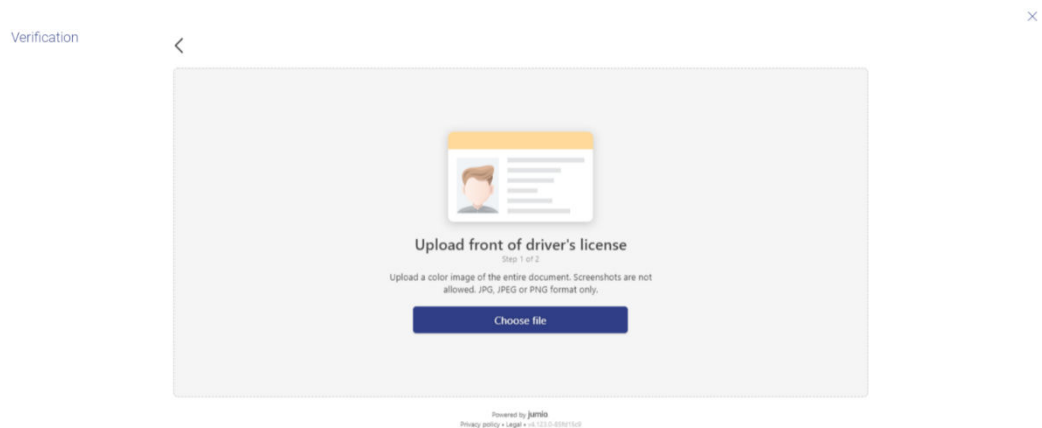 Verification
Upload front of driver's license
Step 1 of 2
Upload a color image of the entire document. Screenshots are not
allowed. JPG, JPEG or PNG format only.
Choose file
Powered by jumio
Privacy policy • Legal •